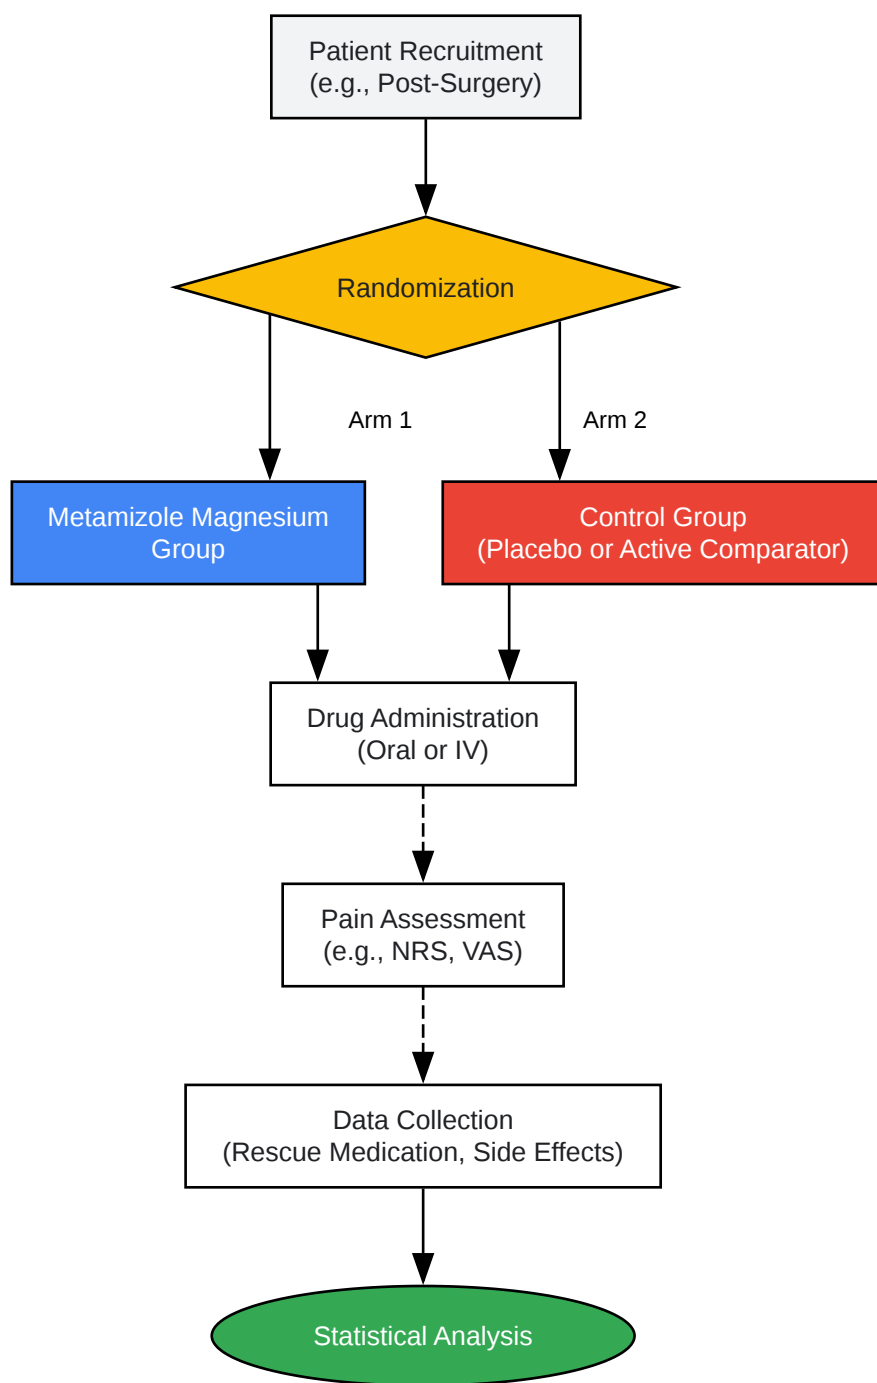 Patient Recruitment
(e.g., Post-Surgery)
Randomization
Arm 1
Arm 2
Metamizole Magnesium
Group
Control Group
(Placebo or Active Comparator)
Drug Administration
(Oral or IV)
Pain Assessment
(e.g., NRS, VAS)
Data Collection
(Rescue Medication, Side Effects)
Statistical Analysis